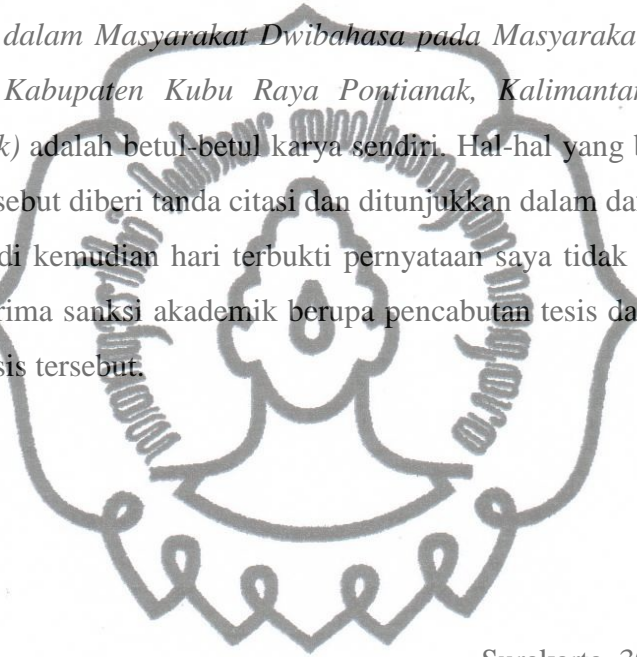 dalam Masyarakat Dwibahasa pada Masyaraka
Kabupaten Kubu Raya Pontianak, Kalimantan
k) adalah betul-betul karya sendiri. Hal-hal yang
sebut diberi tanda citasi dan ditunjukkan dalam da
di kemudian hari terbukti pernyataan saya tidak
rima sanksi akademik berupa pencabutan tesis da
sis tersebut.
Surakarta,